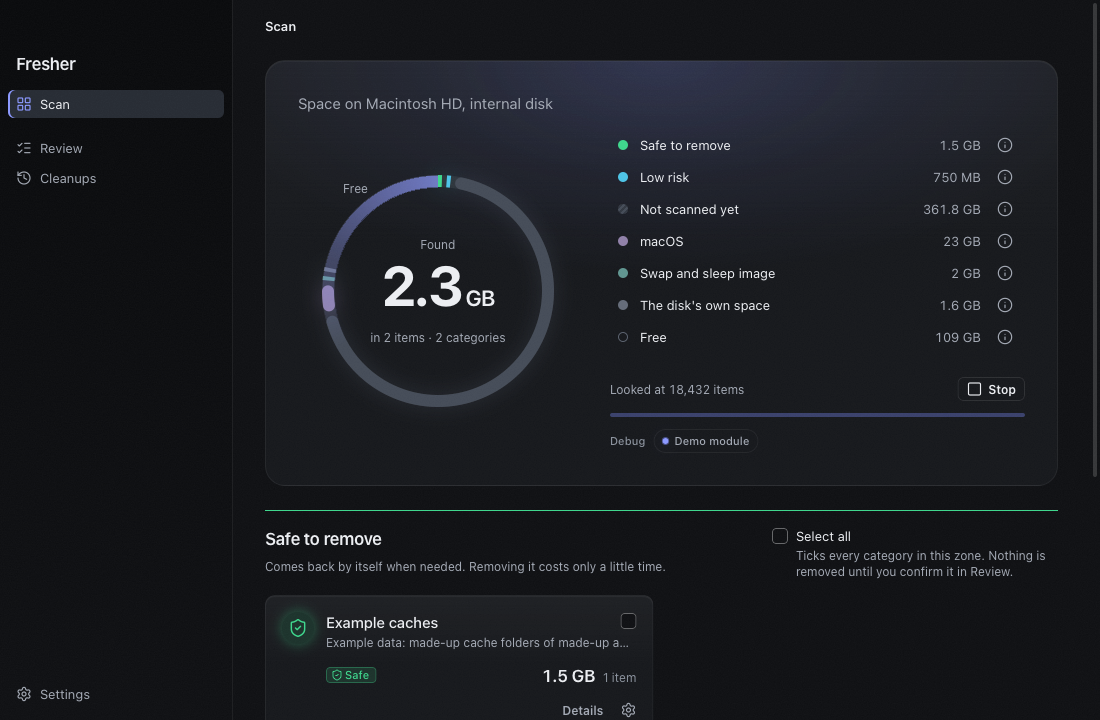 Scan
Fresher
Scan
Review
Cleanups
Settings
Space on Macintosh HD, internal disk
Free
Found
2.3 GB
in 2 items · 2 categories
Safe to remove 1.5 GB
Low risk 750 MB
Not scanned yet 361.8 GB
macOS 23 GB
Swap and sleep image 2 GB
The disk's own space 1.6 GB
Free 109 GB
Looked at 18,432 items
Stop
Debug Demo module
Safe to remove
Comes back by itself when needed. Removing it costs only a little time.
Select all
Ticks every category in this zone. Nothing is
removed until you confirm it in Review.
Example caches
Example data: made-up cache folders of made-up a...
Safe
1.5 GB 1 item
Details